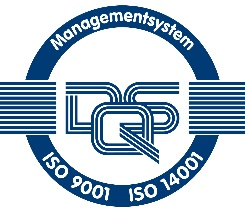 Managementsystem
DQS
ISO 9001 ISO 14001